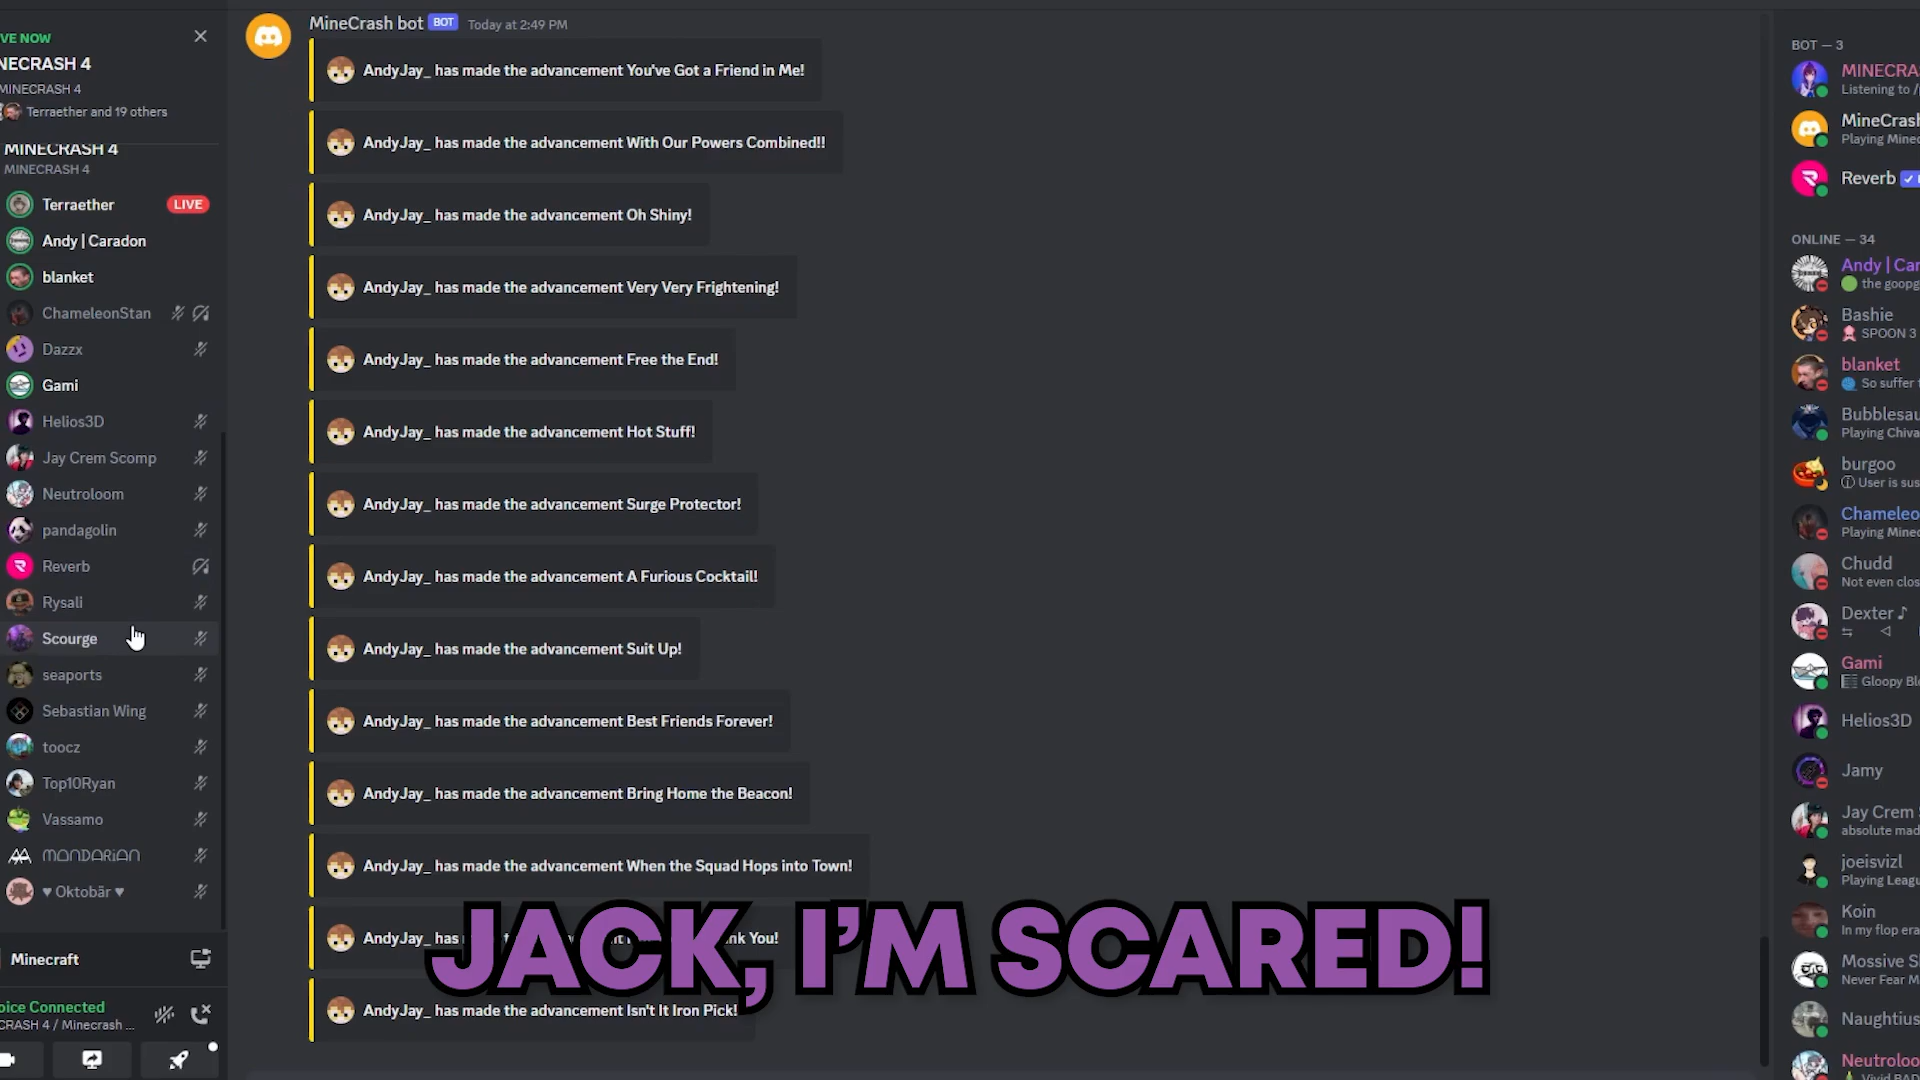 VE NOW
NECRASH 4
MINECRASH 4
Terraether and 19 others
MINECRASH 4
MINECRASH 4
Terraether LIVE
Andy | Caradon
blanket
ChameleonStan
Dazzx
Gami
Helios3D
Jay Crem Scomp
Neutroloom
pandagolin
Reverb
Rysali
Scourge
seaports
Sebastian Wing
toocz
Top10Ryan
Vassamo
MANDARIAN
♥ Oktobãr ♥
Minecraft
oice Connected
CRASH 4 / Minecrash ...
MineCrash bot BOT Today at 2:49 PM
AndyJay_ has made the advancement You've Got a Friend in Me!
AndyJay_ has made the advancement With Our Powers Combined!!
AndyJay_ has made the advancement Oh Shiny!
AndyJay_ has made the advancement Very Very Frightening!
AndyJay_ has made the advancement Free the End!
AndyJay_ has made the advancement Hot Stuff!
AndyJay_ has made the advancement Surge Protector!
AndyJay_ has made the advancement A Furious Cocktail!
AndyJay_ has made the advancement Suit Up!
AndyJay_ has made the advancement Best Friends Forever!
AndyJay_ has made the advancement Bring Home the Beacon!
AndyJay_ has made the advancement When the Squad Hops into Town!
AndyJay_ has nk You!
AndyJay_ has made the advancement Isn't It Iron Pick!
JACK, I'M SCARED!
BOT — 3
MINECRA
Listening to /
MineCrash
Playing Mine
Reverb
ONLINE — 34
Andy | Car
the goopg
Bashie
SPOON 3
blanket
So suffer
Bubblesau
Playing Chiva
burgoo
User is sus
Chameleo
Playing Minec
Chudd
Not even clos
Dexter ♪
Gami
Gloopy Bl
Helios3D
Jamy
Jay Crem
absolute mad
joeisvizl
Playing Leagu
Koin
In my flop era
Mossive S
Never Fear M
Naughtius
Neutroloom
Vivid BAD